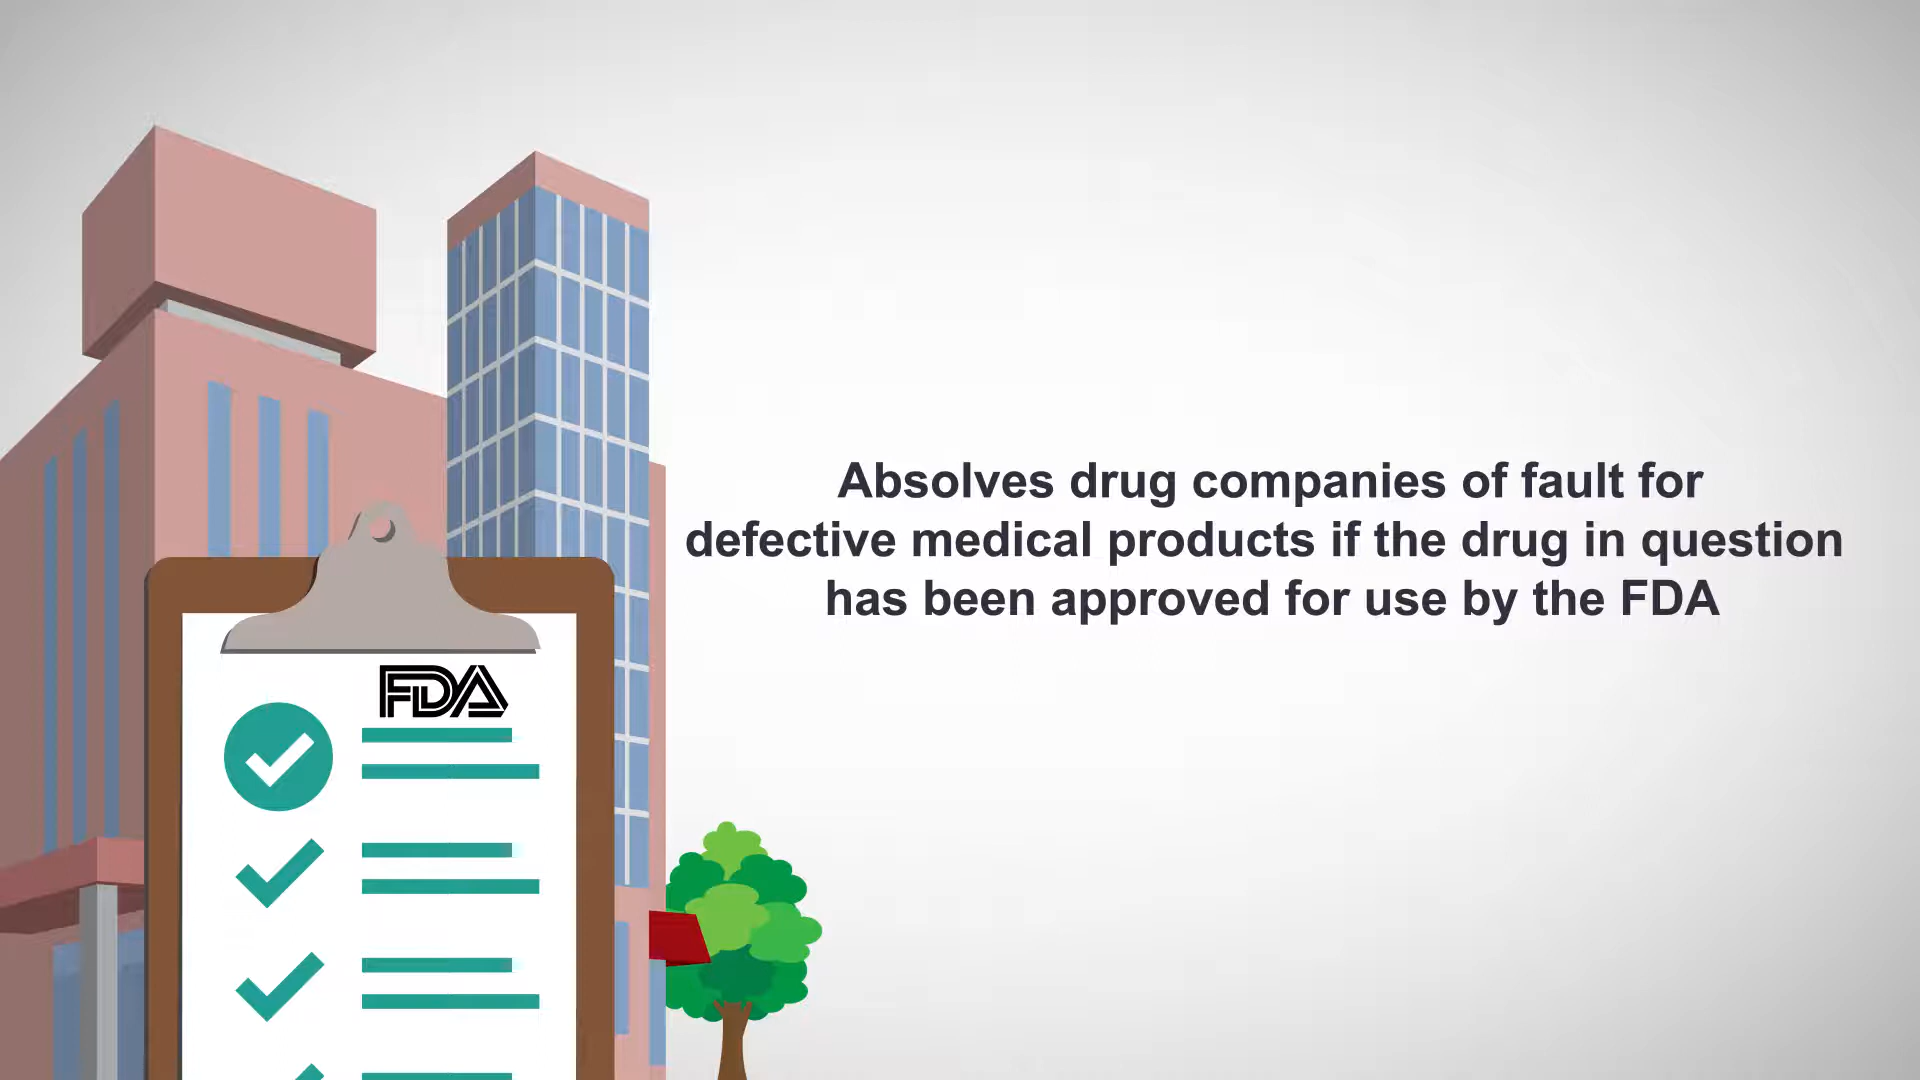 Absolves drug companies of fault for
defective medical products if the drug in question
has been approved for use by the FDA
FDA